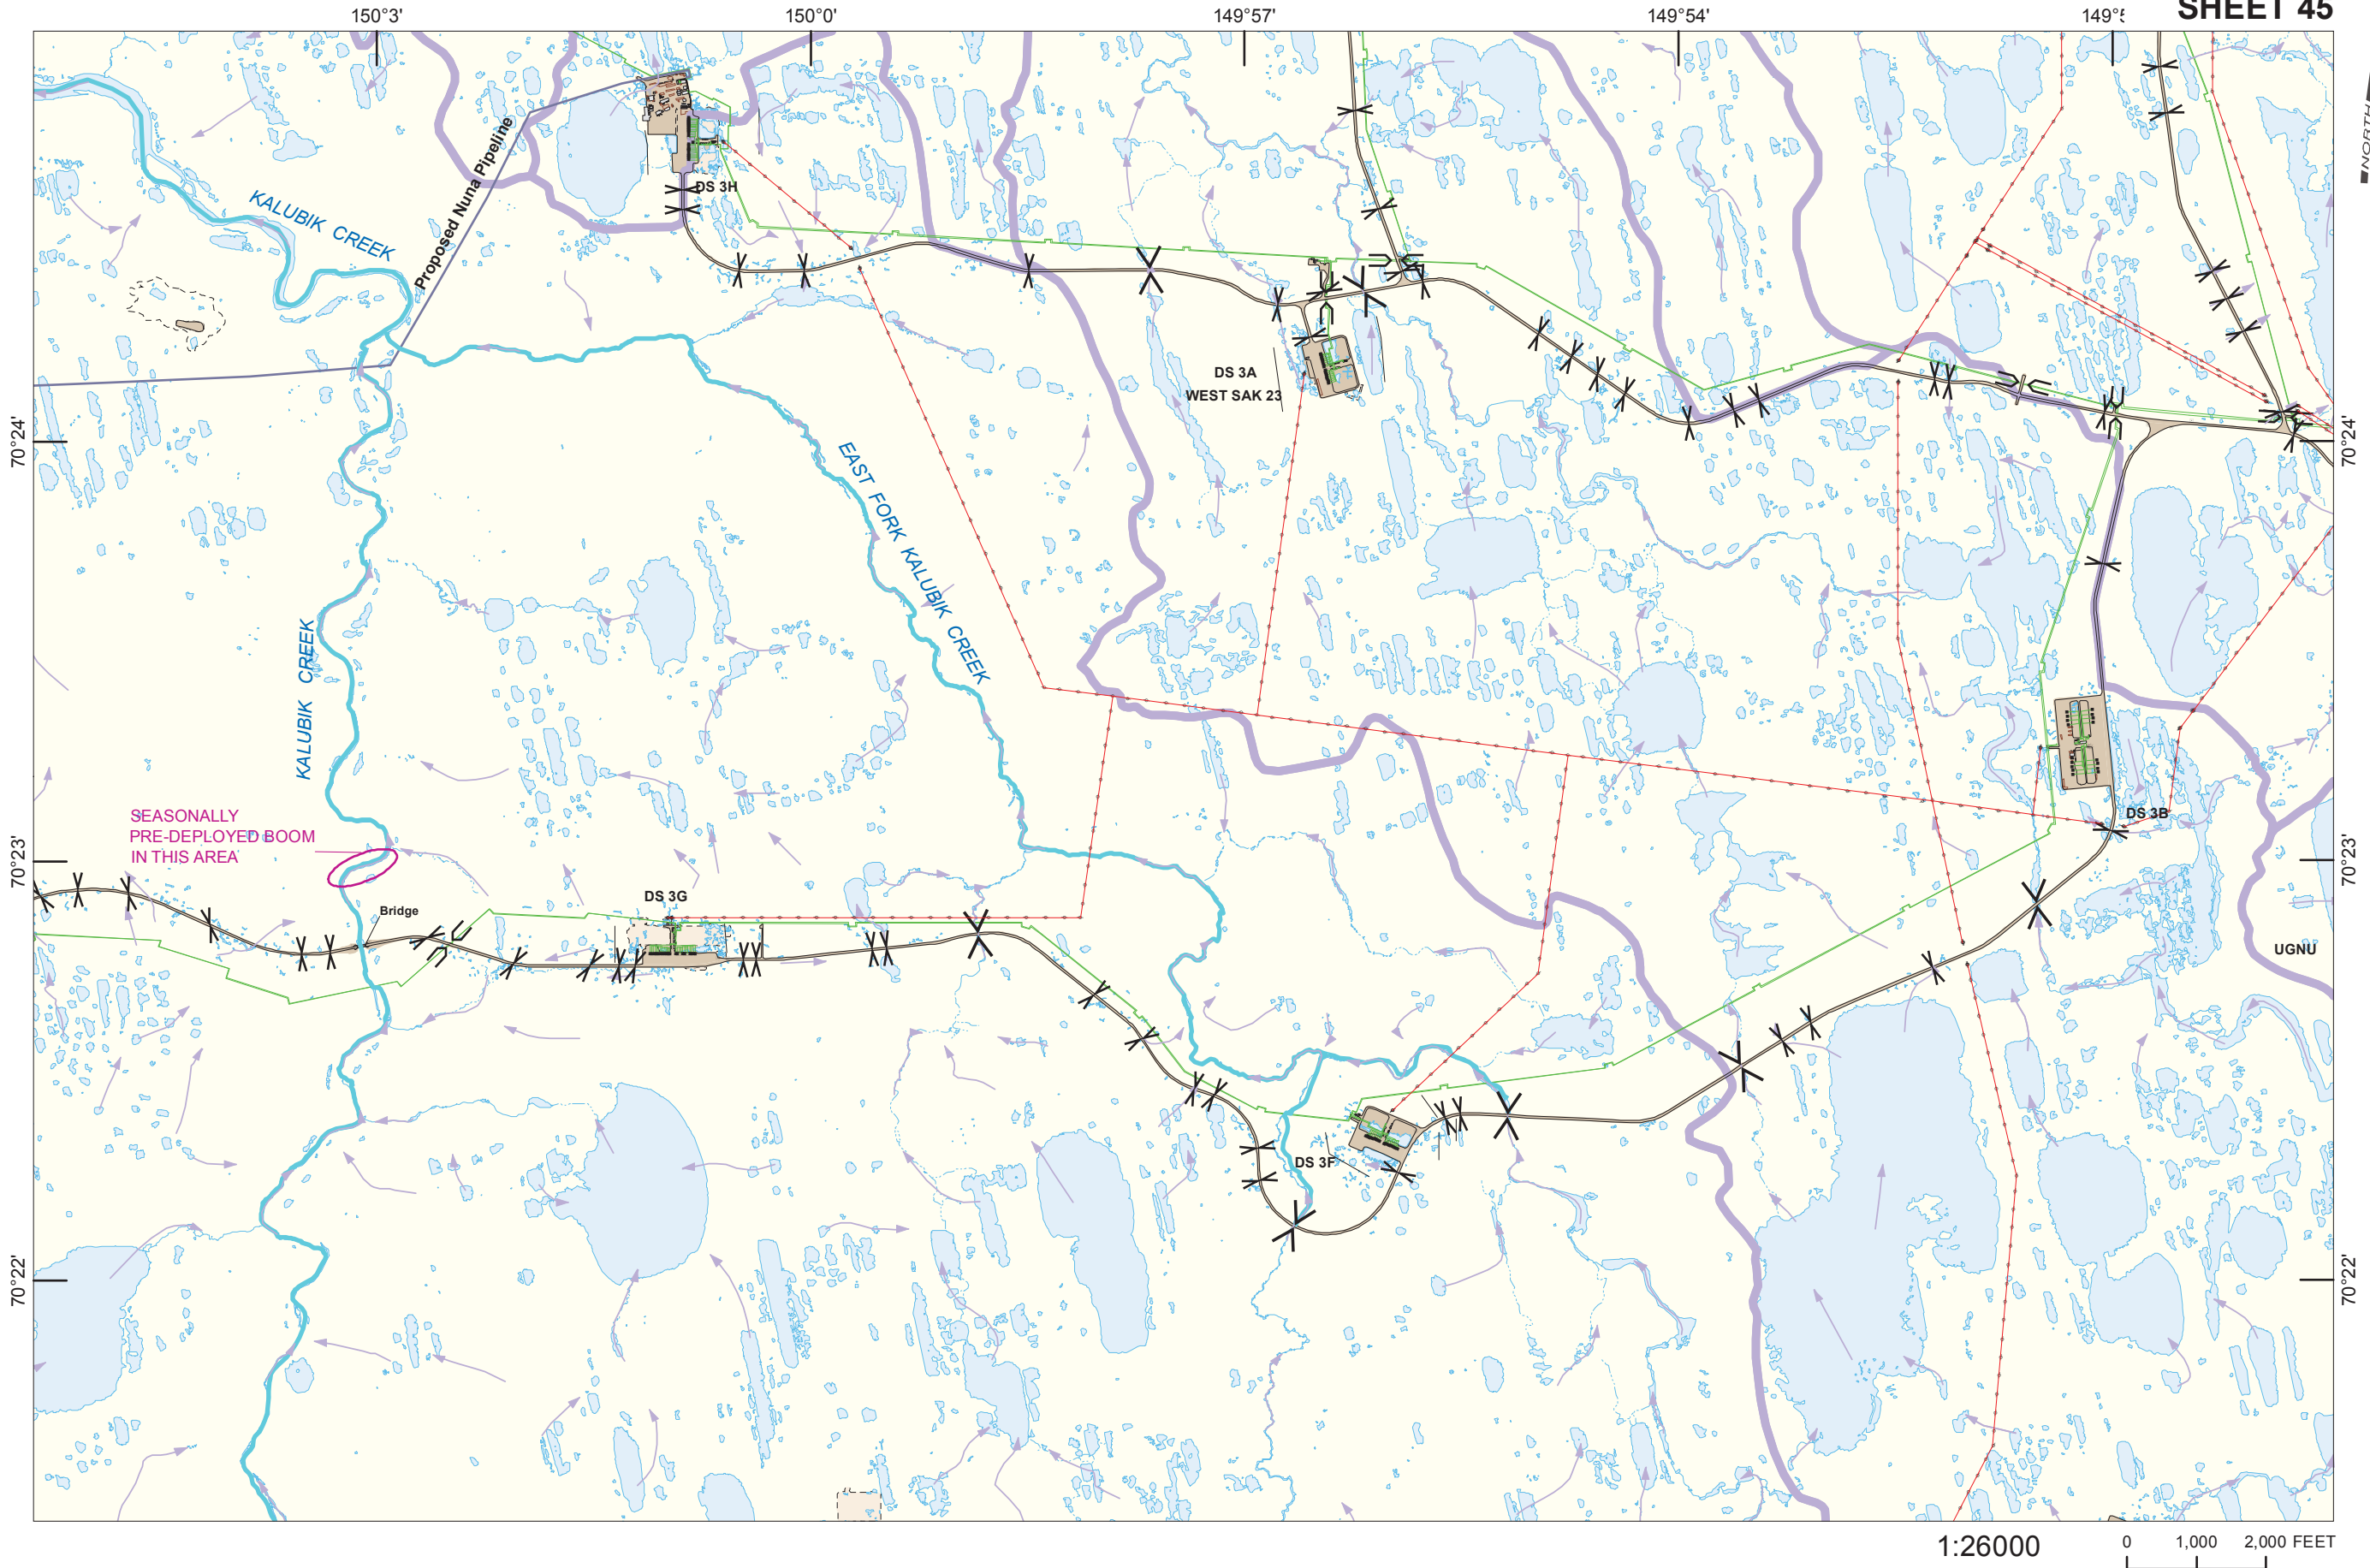 SHEET 45
150°3'
150°0'
149°57'
149°54'
NORTH
Proposed Nuna Pipeline
DS 3H
KALUBIK CREEK
DS 3A
WEST SAK 23
70°24'
70°24'
EAST FORK KALUBIK CREEK
KALUBIK CREEK
SEASONALLY
PRE-DEPLOYED BOOM
IN THIS AREA
DS 3B
70°23'
70°23'
DS 3G
Bridge
UGNU
DS 3F
70°22'
70°22'
1:26000
0 1,000 2,000 FEET